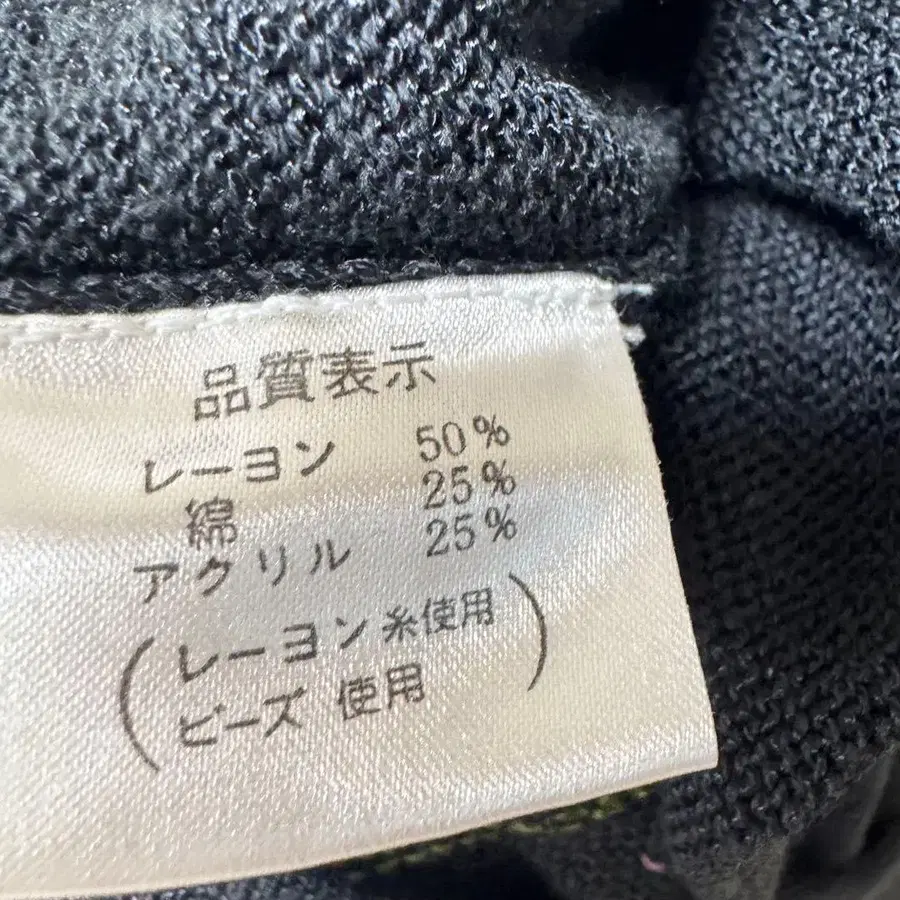 品質表示
レーヨン 50%
綿 25%
アクリル 25%
(レーヨン糸使用
ビーズ 使用)